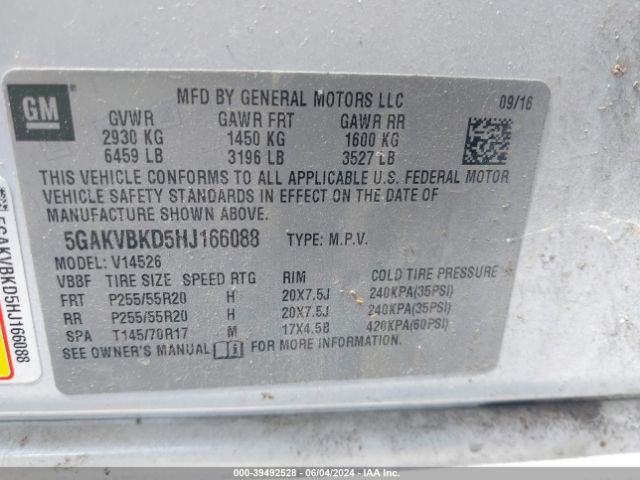 GM
MFD BY GENERAL MOTORS LLC
09/16
GVWR GAWR FRT GAWR RR
2930 KG 1450 KG 1600 KG
6459 LB 3196 LB 3527 LB
THIS VEHICLE CONFORMS TO ALL APPLICABLE U.S. FEDERAL MOTOR
VEHICLE SAFETY STANDARDS IN EFFECT ON THE DATE OF
MANUFACTURE SHOWN ABOVE.
5GAKVBKD5HJ166088 TYPE: M.P.V.
MODEL: V14526
VBBF TIRE SIZE SPEED RTG RIM COLD TIRE PRESSURE
FRT P255/55R20 H 20X7.5J 240KPA(35PSI)
RR P255/55R20 H 20X7.5J 240KPA(35PSI)
SPA T145/70R17 M 17X4.5B 420KPA(60PSI)
SEE OWNER'S MANUAL FOR MORE INFORMATION.
5GAKVBKD5HJ166088
000-39492528 - 06/04/2024 - IAA Inc.